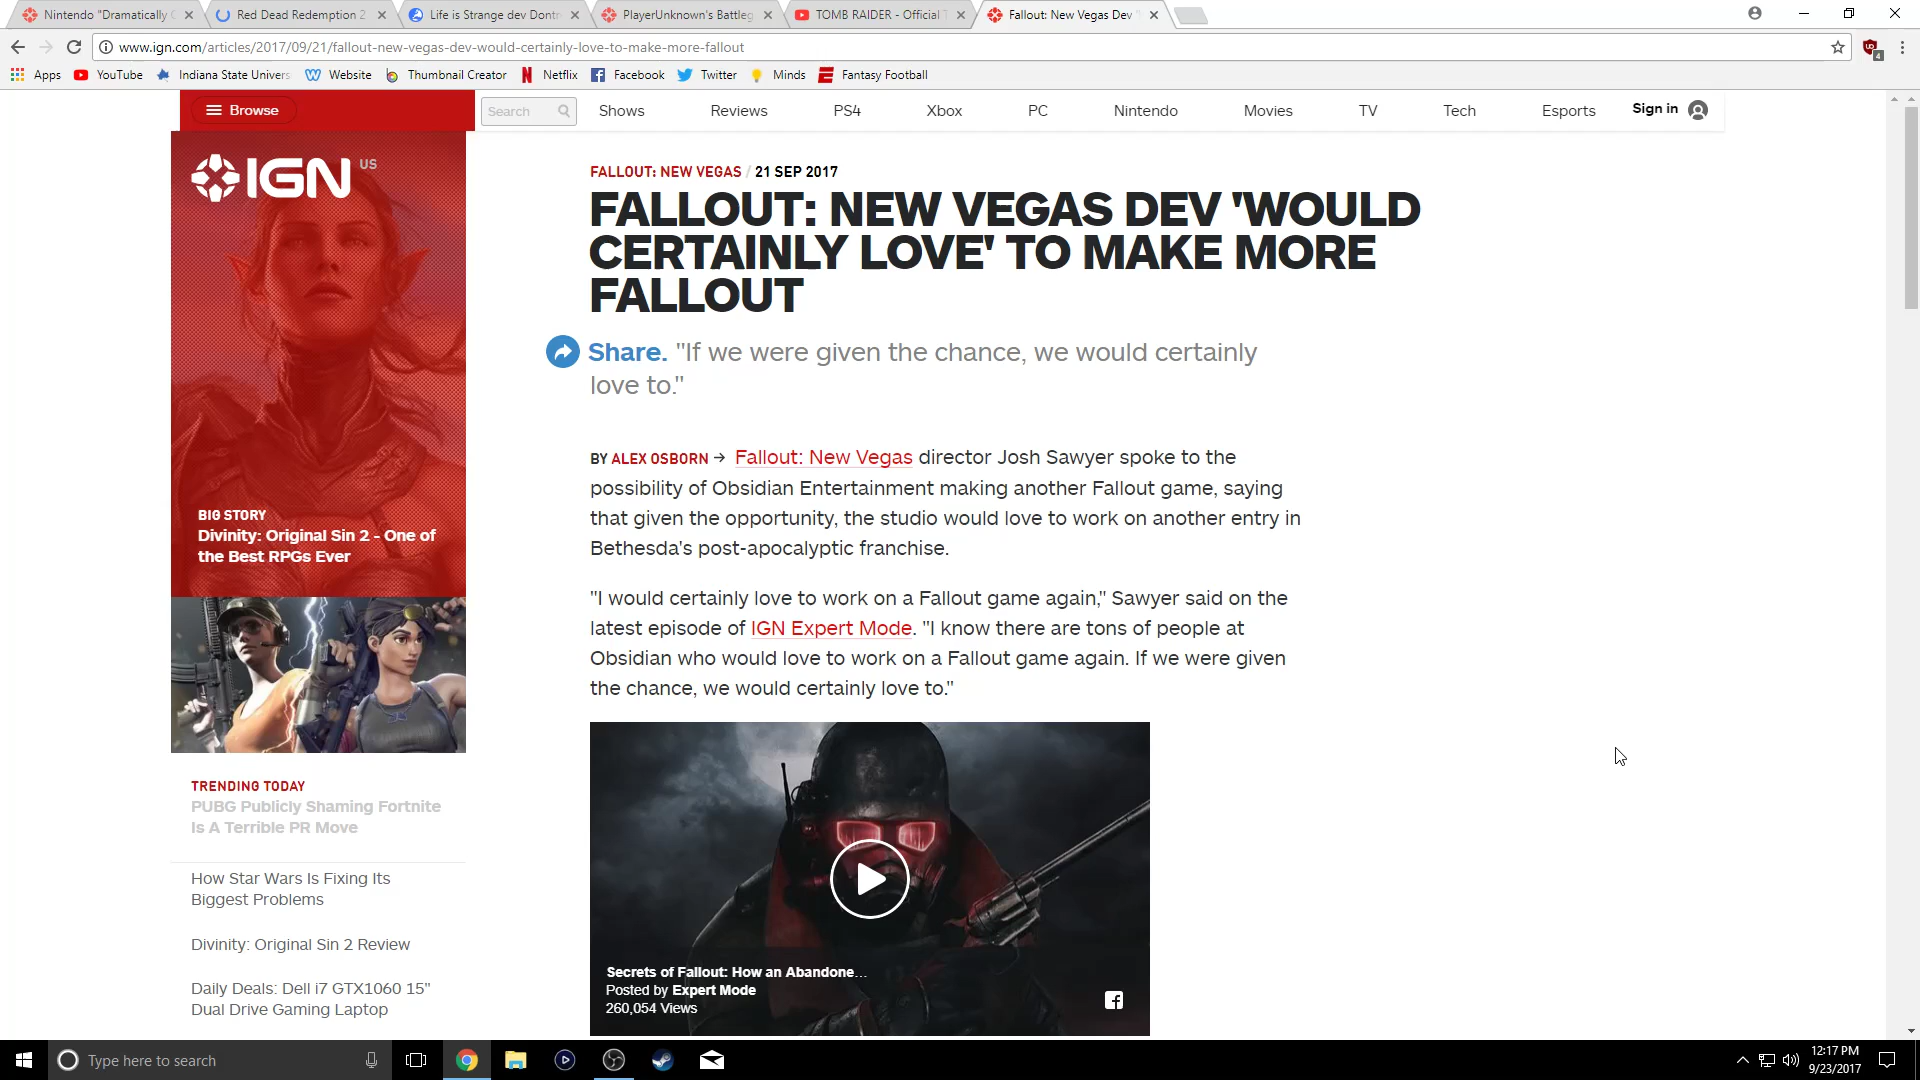 Nintendo "Dramatically
Red Dead Redemption 2
Life is Strange dev Dontn
PlayerUnknown's Battleg
TOMB RAIDER - Official
Fallout: New Vegas Dev
www.ign.com/articles/2017/09/21/fallout-new-vegas-dev-would-certainly-love-to-make-more-fallout
4
Apps
YouTube
Indiana State Univers
Website
Thumbnail Creator
Netflix
Facebook
Twitter
Minds
Fantasy Football
Browse
Search
Shows
Reviews
PS4
Xbox
PC
Nintendo
Movies
TV
Tech
Esports
Sign in
IGN US
BIG STORY
Divinity: Original Sin 2 - One of
the Best RPGs Ever
TRENDING TODAY
PUBG Publicly Shaming Fortnite
Is A Terrible PR Move
How Star Wars Is Fixing Its
Biggest Problems
Divinity: Original Sin 2 Review
Daily Deals: Dell i7 GTX1060 15"
Dual Drive Gaming Laptop
FALLOUT: NEW VEGAS / 21 SEP 2017
FALLOUT: NEW VEGAS DEV 'WOULD
CERTAINLY LOVE' TO MAKE MORE
FALLOUT
Share. "If we were given the chance, we would certainly
love to."
BY ALEX OSBORN → Fallout: New Vegas director Josh Sawyer spoke to the
possibility of Obsidian Entertainment making another Fallout game, saying
that given the opportunity, the studio would love to work on another entry in
Bethesda's post-apocalyptic franchise.
"I would certainly love to work on a Fallout game again," Sawyer said on the
latest episode of IGN Expert Mode. "I know there are tons of people at
Obsidian who would love to work on a Fallout game again. If we were given
the chance, we would certainly love to."
Secrets of Fallout: How an Abandone...
Posted by Expert Mode
260,054 Views
Type here to search
12:17 PM
9/23/2017